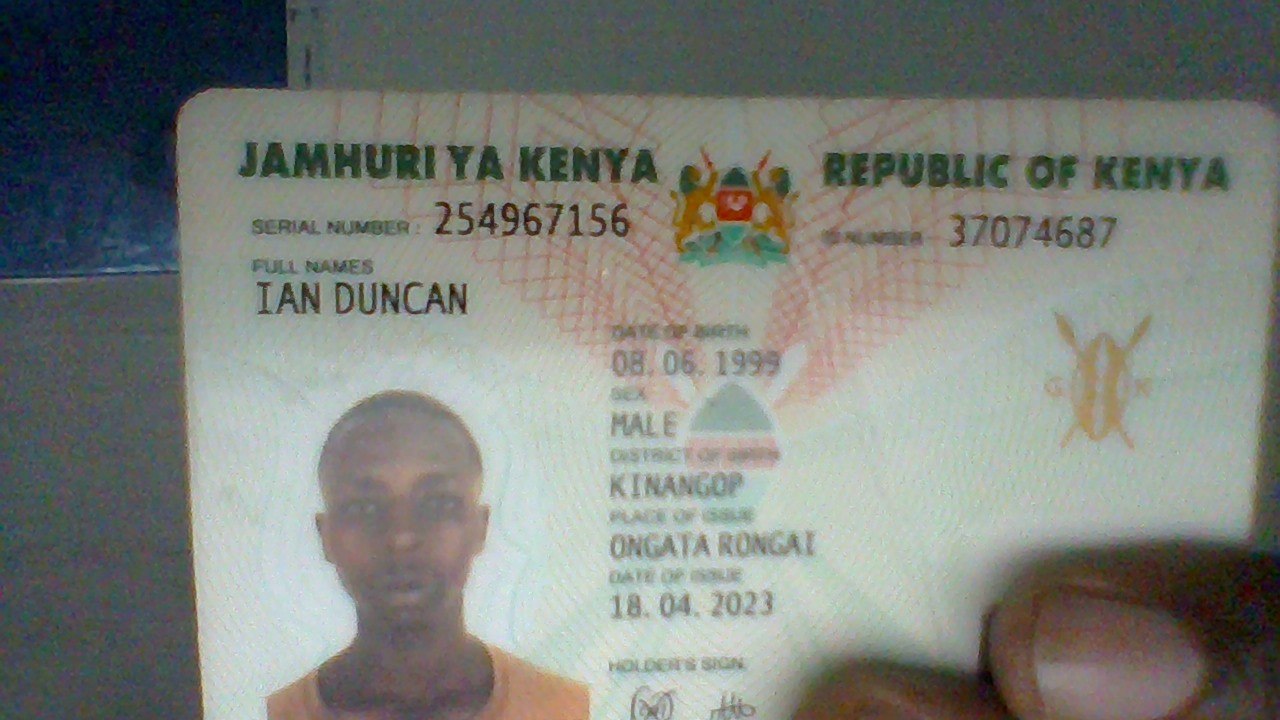 JAMHURI YA KENYA
REPUBLIC OF KENYA
SERIAL NUMBER: 254967156
ID NUMBER 37074687
FULL NAMES
IAN DUNCAN
DATE OF BIRTH
08. 06. 1999
SEX
MALE
DISTRICT OF BIRTH
KINANGOP
PLACE OF ISSUE
ONGATA RONGAI
DATE OF ISSUE
18. 04. 2023
HOLDER'S SIGN.